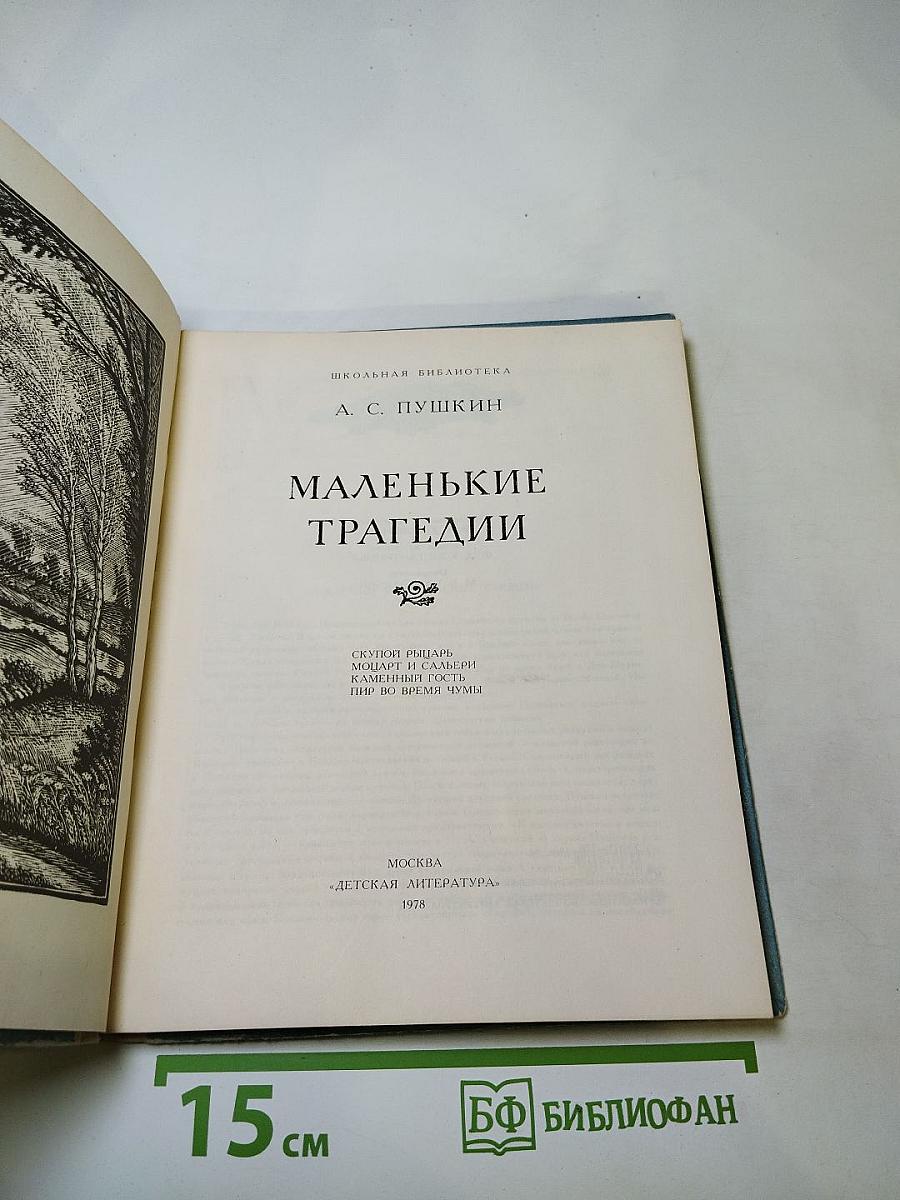 ШКОЛЬНАЯ БИБЛИОТЕКА
А. С. ПУШКИН
МАЛЕНЬКИЕ
ТРАГЕДИИ
СКУПОЙ РЫЦАРЬ
МОЦАРТ И САЛЬЕРИ
КАМЕННЫЙ ГОСТЬ
ПИР ВО ВРЕМЯ ЧУМЫ
МОСКВА
«ДЕТСКАЯ ЛИТЕРАТУРА»
1978
15 см
БФ БИБЛИОФАН